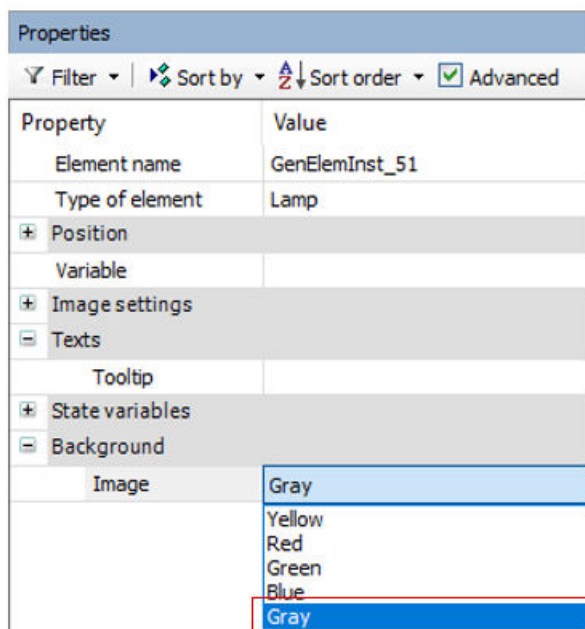 Properties
Filter Sort by Sort order Advanced
Property Value
Element name GenElemInst_51
Type of element Lamp
Position
Variable
Image settings
Texts
Tooltip
State variables
Background
Image Gray
Yellow
Red
Green
Blue
Gray